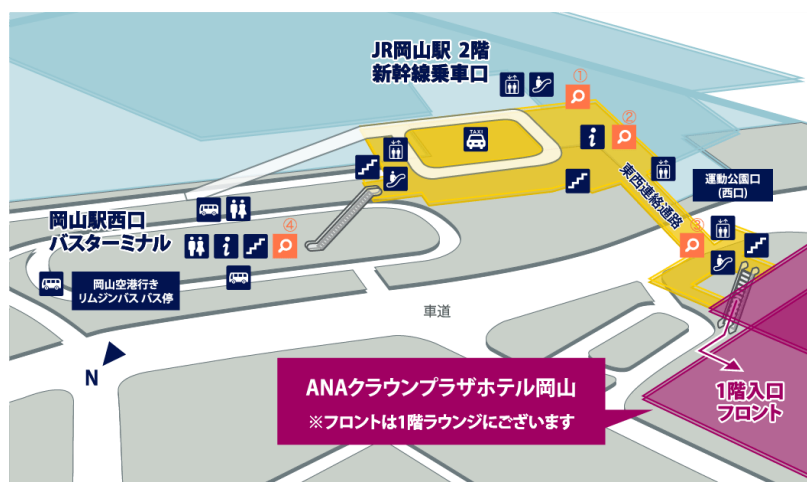 JR岡山駅 2階
新幹線乗車口
①
②
TAXI
i
東西連絡通路
運動公園口
(西口)
岡山駅西口
バスターミナル
i
④
③
岡山空港行き
リムジンバス バス停
車道
N
ANAクラウンプラザホテル岡山
※フロントは1階ラウンジにございます
1階入口
フロント